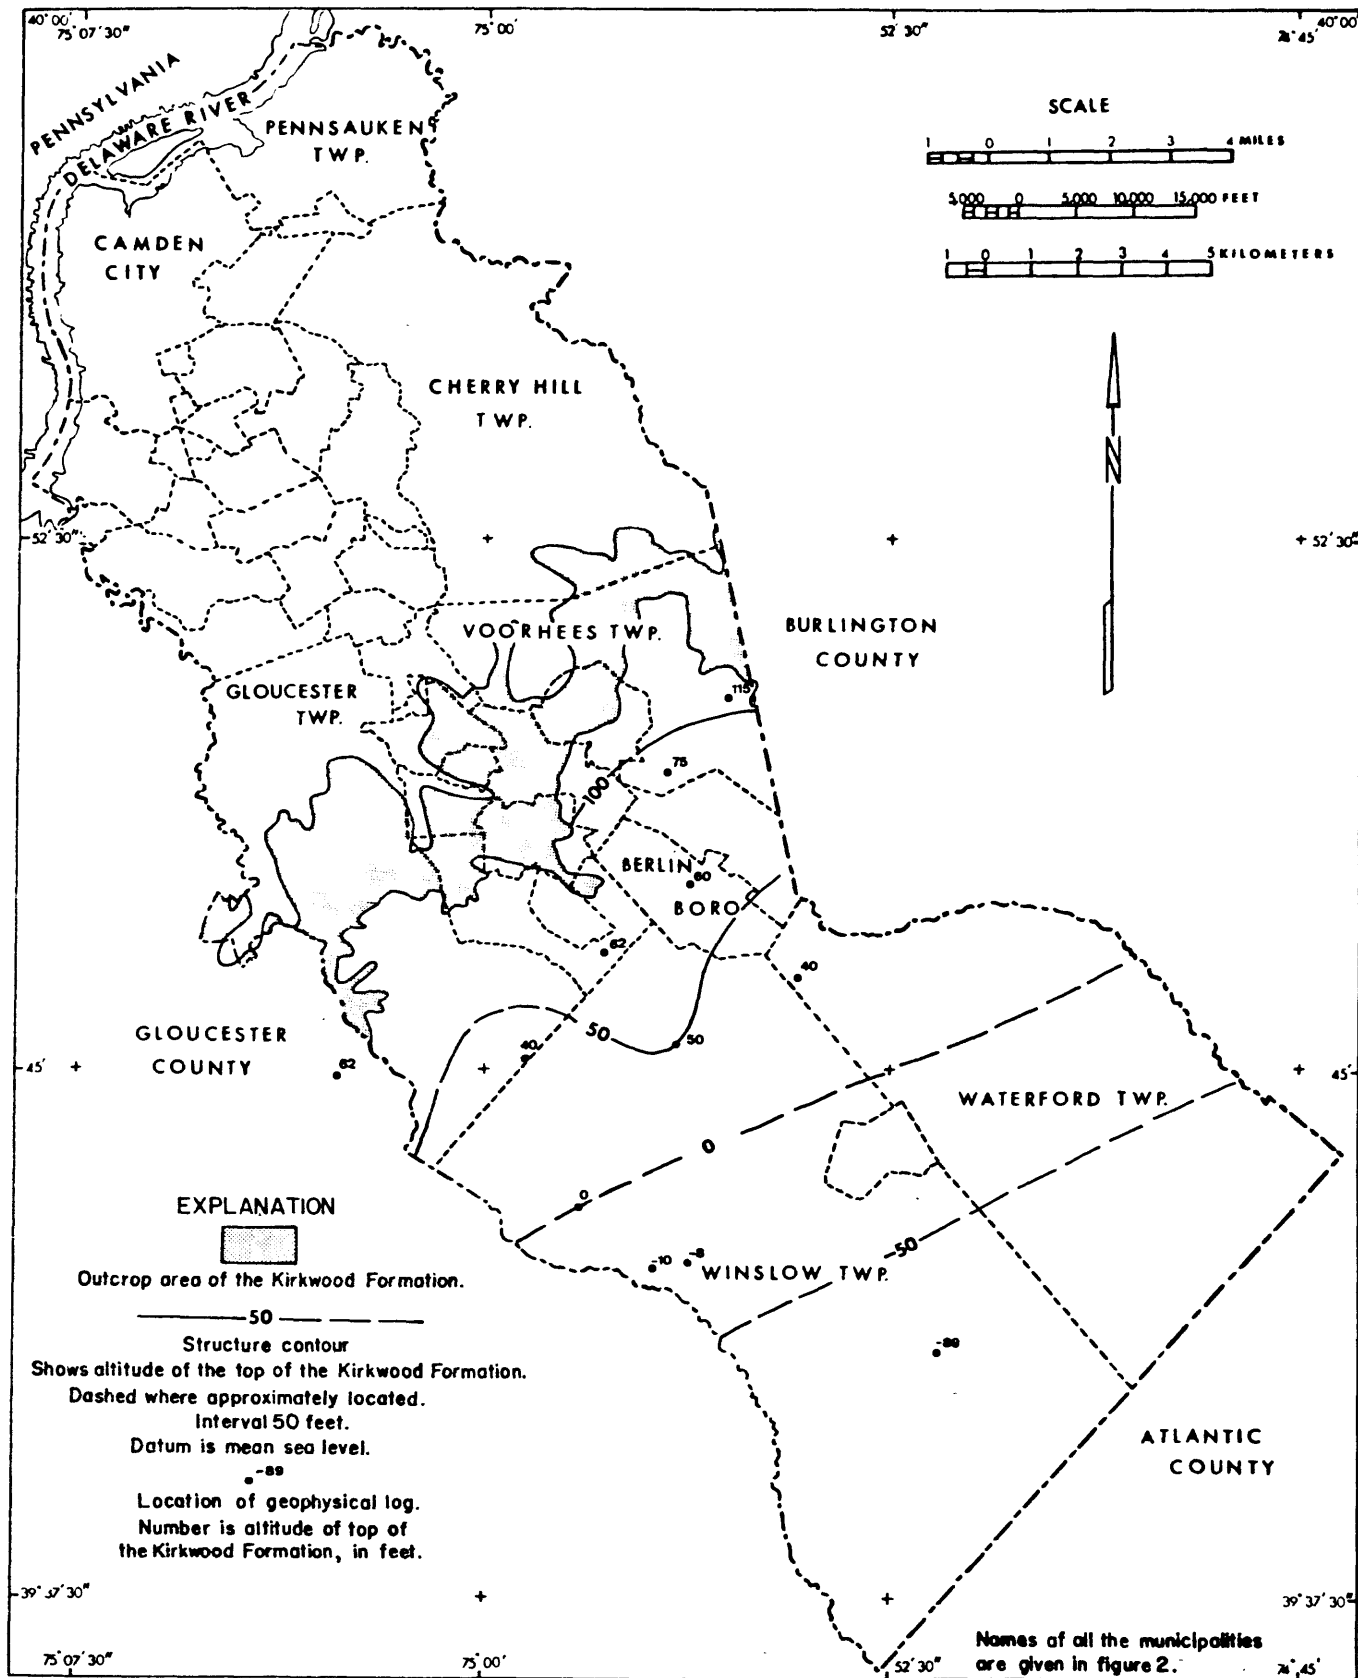 40°00'
75°07'30"
75°00'
52'30"
74°45'
40°00'
PENNSYLVANIA
DELAWARE RIVER
PENNSAUKEN
TWP.
SCALE
1 0 1 2 3 4 MILES
5,000 0 5,000 10,000 15,000 FEET
1 0 1 2 3 4 5 KILOMETERS
CAMDEN
CITY
N
CHERRY HILL
TWP.
52'30"
52'30"
VOORHEES TWP.
BURLINGTON
COUNTY
GLOUCESTER
TWP.
115
75
100
BERLIN
60
BORO
62
40
GLOUCESTER
COUNTY
50
40
50
62
45'
45'
WATERFORD TWP.
0
0
-50
-10
-8
WINSLOW TWP.
-89
EXPLANATION
Outcrop area of the Kirkwood Formation.
50
Structure contour
Shows altitude of the top of the Kirkwood Formation.
Dashed where approximately located.
Interval 50 feet.
Datum is mean sea level.
-89
Location of geophysical log.
Number is altitude of top of
the Kirkwood Formation, in feet.
ATLANTIC
COUNTY
39°37'30"
39°37'30"
Names of all the municipalities
are given in figure 2.
75°07'30"
75°00'
52'30"
74°45'